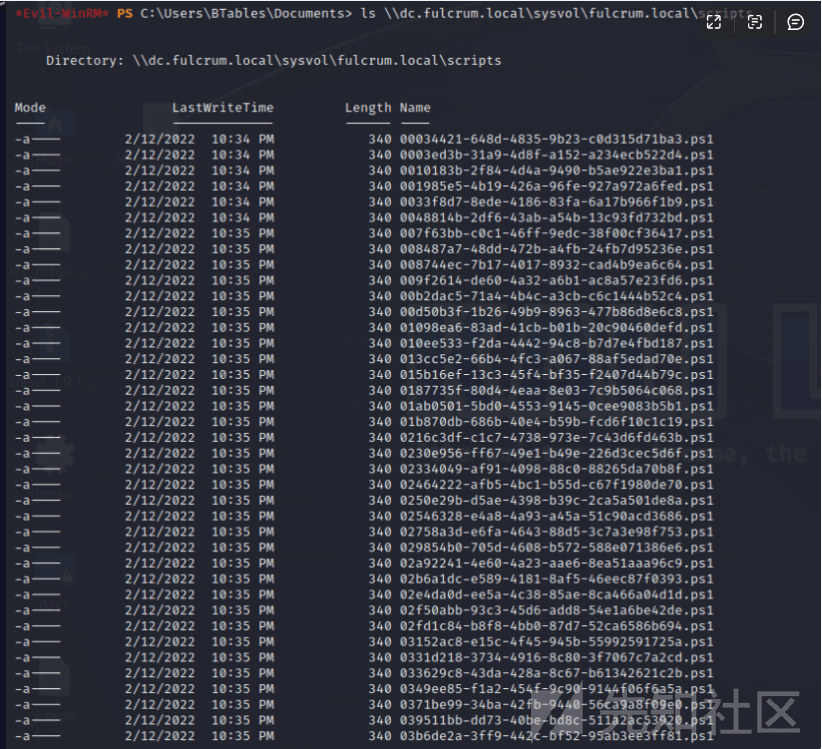 *Evil-WinRM* PS C:\Users\BTables\Documents> ls \\dc.fulcrum.local\sysvol\fulcrum.local\scripts
File System
Directory: \\dc.fulcrum.local\sysvol\fulcrum.local\scripts
Mode LastWriteTime Length Name
-a---- 2/12/2022 10:34 PM 340 00034421-648d-4835-9b23-c0d315d71ba3.ps1
-a---- 2/12/2022 10:34 PM 340 0003ed3b-31a9-4d8f-a152-a234ecb522d4.ps1
-a---- 2/12/2022 10:34 PM 340 0010183b-2f84-4d4a-9490-b5ae922e3ba1.ps1
-a---- 2/12/2022 10:34 PM 340 001985e5-4b19-426a-96fe-927a972a6fed.ps1
-a---- 2/12/2022 10:34 PM 340 0033f8d7-8ede-4186-83fa-6a17b966f1b9.ps1
-a---- 2/12/2022 10:34 PM 340 0048814b-2df6-43ab-a54b-13c93fd732bd.ps1
-a---- 2/12/2022 10:35 PM 340 007f63bb-c0c1-46ff-9edc-38f00cf36417.ps1
-a---- 2/12/2022 10:35 PM 340 008487a7-48dd-472b-a4fb-24fb7d95236e.ps1
-a---- 2/12/2022 10:35 PM 340 008744ec-7b17-4017-8932-cad4b9ea6c64.ps1
-a---- 2/12/2022 10:35 PM 340 009f2614-de60-4a32-a6b1-ac8a57e23fd6.ps1
-a---- 2/12/2022 10:35 PM 340 00b2dac5-71a4-4b4c-a3cb-c6c1444b52c4.ps1
-a---- 2/12/2022 10:35 PM 340 00d50b3f-1b26-49b9-8963-477b86d8e6c8.ps1
-a---- 2/12/2022 10:35 PM 340 01098ea6-83ad-41cb-b01b-20c90460defd.ps1
-a---- 2/12/2022 10:35 PM 340 010ee533-f2da-4442-94c8-b7d7e4fbd187.ps1
-a---- 2/12/2022 10:35 PM 340 013cc5e2-66b4-4fc3-a067-88af5edad70e.ps1
-a---- 2/12/2022 10:35 PM 340 015b16ef-13c3-45f4-bf35-f2407d44b79c.ps1
-a---- 2/12/2022 10:35 PM 340 0187735f-80d4-4eaa-8e03-7c9b5064c068.ps1
-a---- 2/12/2022 10:35 PM 340 01ab0501-5bd0-4553-9145-0cee9083b5b1.ps1
-a---- 2/12/2022 10:35 PM 340 01b870db-686b-40e4-b59b-fcd6f10c1c19.ps1
-a---- 2/12/2022 10:35 PM 340 0216c3df-c1c7-4738-973e-7c43d6fd463b.ps1
-a---- 2/12/2022 10:35 PM 340 0230e956-ff67-49e1-b49e-226d3cec5d6f.ps1
-a---- 2/12/2022 10:35 PM 340 02334049-af91-4098-88c0-88265da70b8f.ps1
-a---- 2/12/2022 10:35 PM 340 02464222-afb5-4bc1-b55d-c67f1980de70.ps1
-a---- 2/12/2022 10:35 PM 340 0250e29b-d5ae-4398-b39c-2ca5a501de8a.ps1
-a---- 2/12/2022 10:35 PM 340 02546328-e4a8-4a93-a45a-51c90acd3686.ps1
-a---- 2/12/2022 10:35 PM 340 02758a3d-e6fa-4643-88d5-3c7a3e98f753.ps1
-a---- 2/12/2022 10:35 PM 340 029854b0-705d-4608-b572-588e071386e6.ps1
-a---- 2/12/2022 10:35 PM 340 02a92241-4e60-4a23-aae6-8ea51aaa96c9.ps1
-a---- 2/12/2022 10:35 PM 340 02b6a1dc-e589-4181-8af5-46eec87f0393.ps1
-a---- 2/12/2022 10:35 PM 340 02e4da0d-ee5a-4c38-85ae-8ca466a04d1d.ps1
-a---- 2/12/2022 10:35 PM 340 02f50abb-93c3-45d6-add8-54e1a6be42de.ps1
-a---- 2/12/2022 10:35 PM 340 02fd1c84-b8f8-4bb0-87d7-52ca6586b694.ps1
-a---- 2/12/2022 10:35 PM 340 03152ac8-e15c-4f45-945b-55992591725a.ps1
-a---- 2/12/2022 10:35 PM 340 0331d218-3734-4916-8c80-3f7067c7a2cd.ps1
-a---- 2/12/2022 10:35 PM 340 033629c8-43da-428a-8c67-b61342621c2b.ps1
-a---- 2/12/2022 10:35 PM 340 0349ee85-f1a2-454f-9c90-9144f06f6a5a.ps1
-a---- 2/12/2022 10:35 PM 340 0371be99-34ba-42fb-9440-56ca9a8f09e0.ps1
-a---- 2/12/2022 10:35 PM 340 039511bb-dd73-40be-bd8c-511a2ac53920.ps1
-a---- 2/12/2022 10:35 PM 340 03b6de2a-3ff9-442c-bf52-95ab3ee3ff81.ps1
先知社区